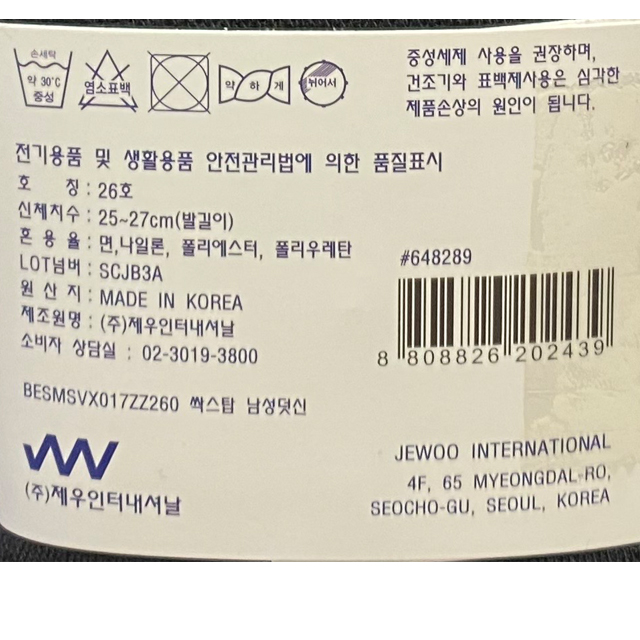 손세탁
약 30℃
중성
염소표백
약 하 게
뉘어서
중성세제 사용을 권장하며,
건조기와 표백제사용은 심각한
제품손상의 원인이 됩니다.
전기용품 및 생활용품 안전관리법에 의한 품질표시
호 칭 : 26호
신체치수 : 25~27cm(발길이)
혼 용 율 : 면,나일론, 폴리에스터, 폴리우레탄
LOT넘버 : SCJB3A
원 산 지 : MADE IN KOREA
제조원명 : (주)제우인터내셔날
소비자 상담실 : 02-3019-3800
#648289
8 808826 202439
BESMSVX017ZZ260 싹스탑 남성덧신
(주)제우인터내셔날
JEWOO INTERNATIONAL
4F, 65 MYEONGDAL-RO,
SEOCHO-GU, SEOUL, KOREA